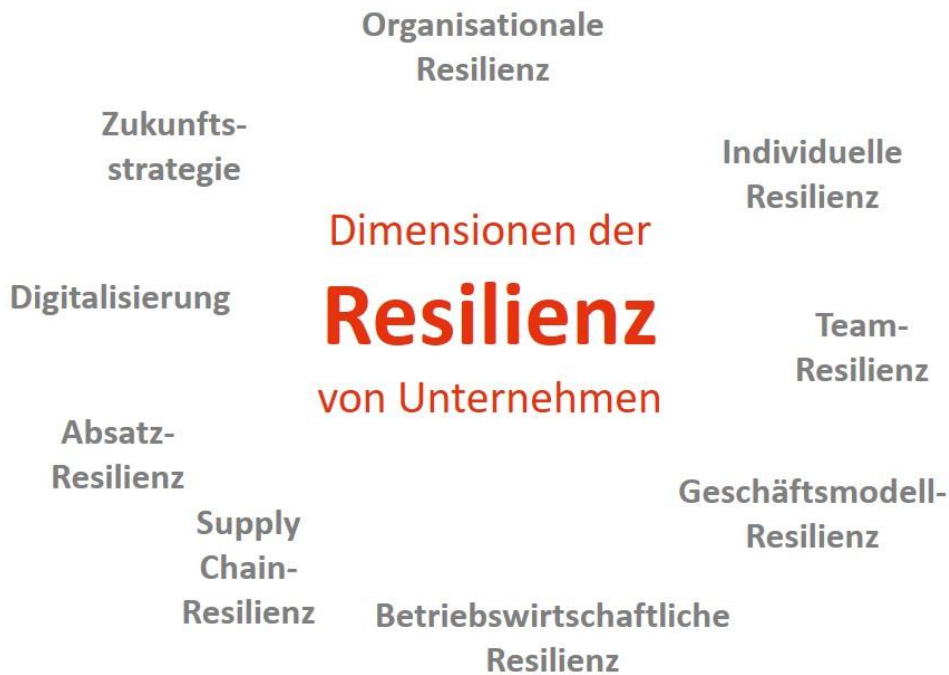 Organisationale
Resilienz
Zukunfts-
strategie
Individuelle
Resilienz
Dimensionen der
Resilienz
von Unternehmen
Digitalisierung
Team-
Resilienz
Absatz-
Resilienz
Geschäftsmodell-
Resilienz
Supply
Chain-
Resilienz
Betriebswirtschaftliche
Resilienz